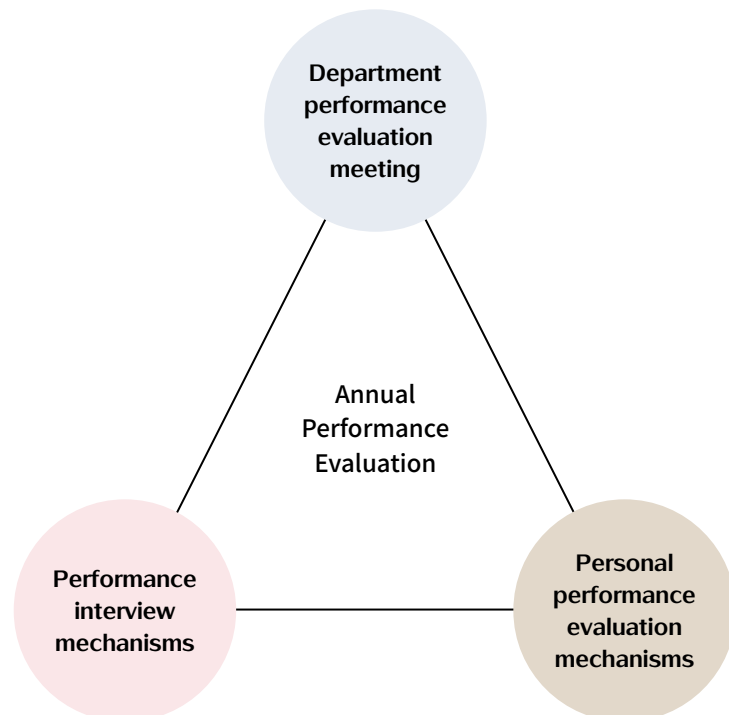 Department
performance
evaluation
meeting
Annual
Performance
Evaluation
Performance
interview
mechanisms
Personal
performance
evaluation
mechanisms